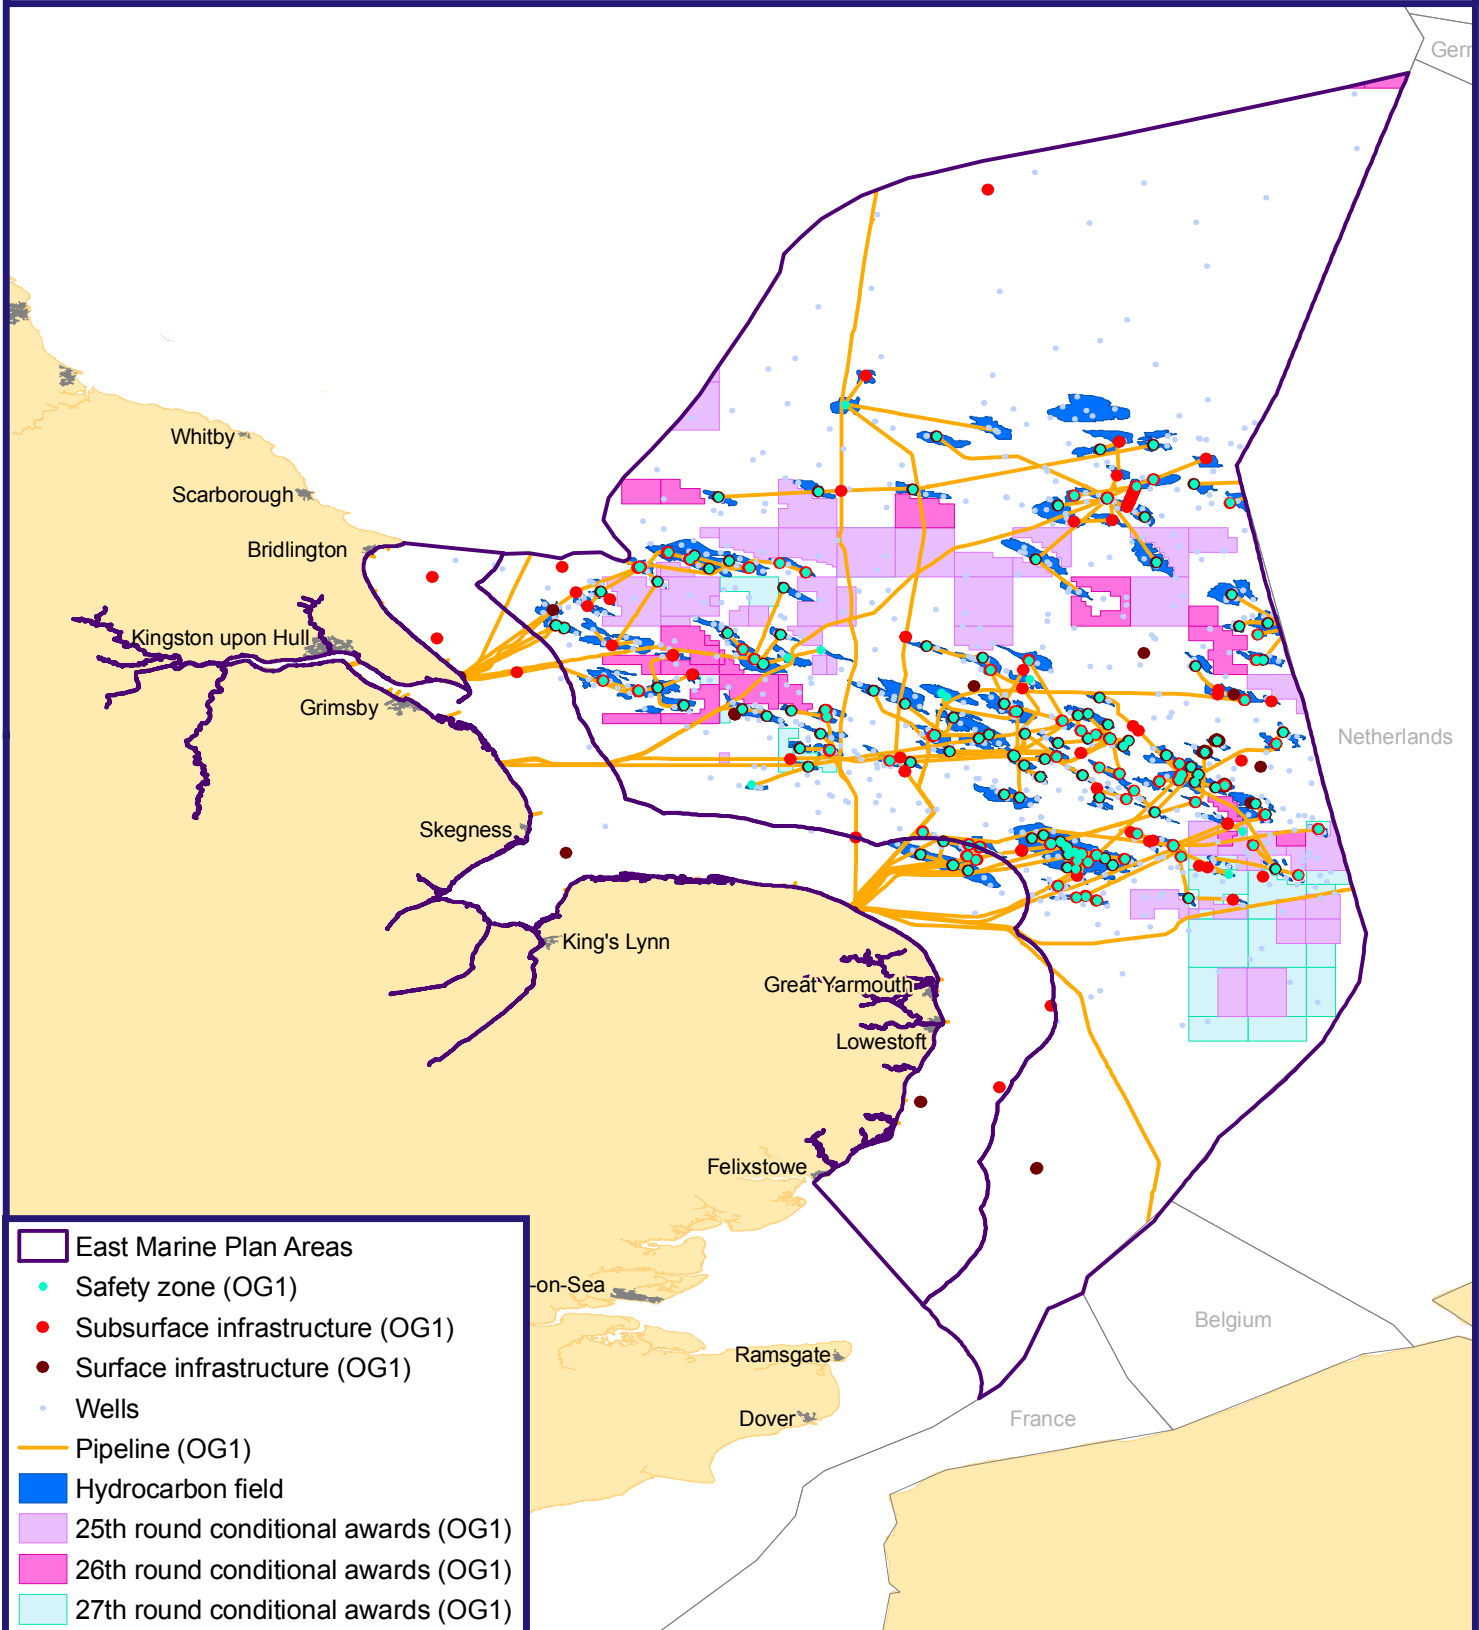 Gerr
Whitby
Scarborough
Bridlington
Kingston upon Hull
Grimsby
Netherlands
Skegness
King's Lynn
Great Yarmouth
Lowestoft
Felixstowe
-on-Sea
Belgium
Ramsgate
Dover
France
East Marine Plan Areas
Safety zone (OG1)
Subsurface infrastructure (OG1)
Surface infrastructure (OG1)
Wells
Pipeline (OG1)
Hydrocarbon field
25th round conditional awards (OG1)
26th round conditional awards (OG1)
27th round conditional awards (OG1)